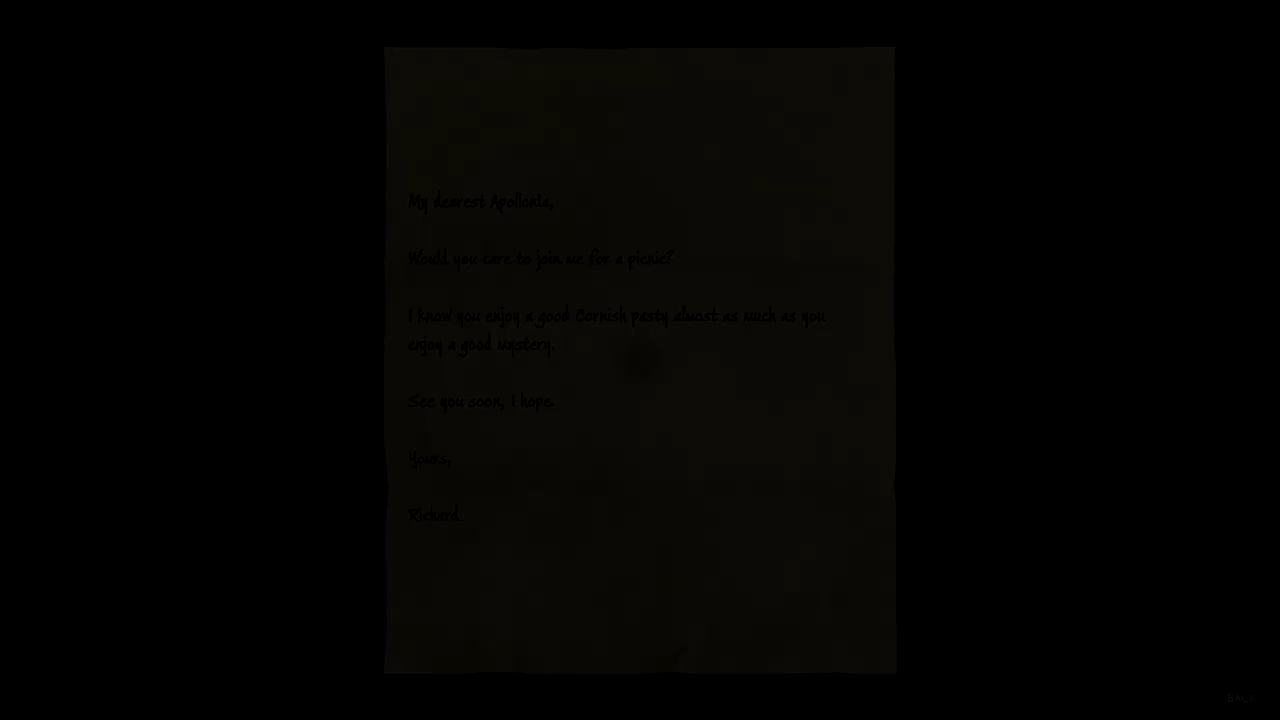 My dearest Apollonia,
Would you care to join me for a picnic?
I know you enjoy a good Cornish pasty almost as much as you
enjoy a good mystery.
See you soon, I hope.
Yours,
Richard.
BACK